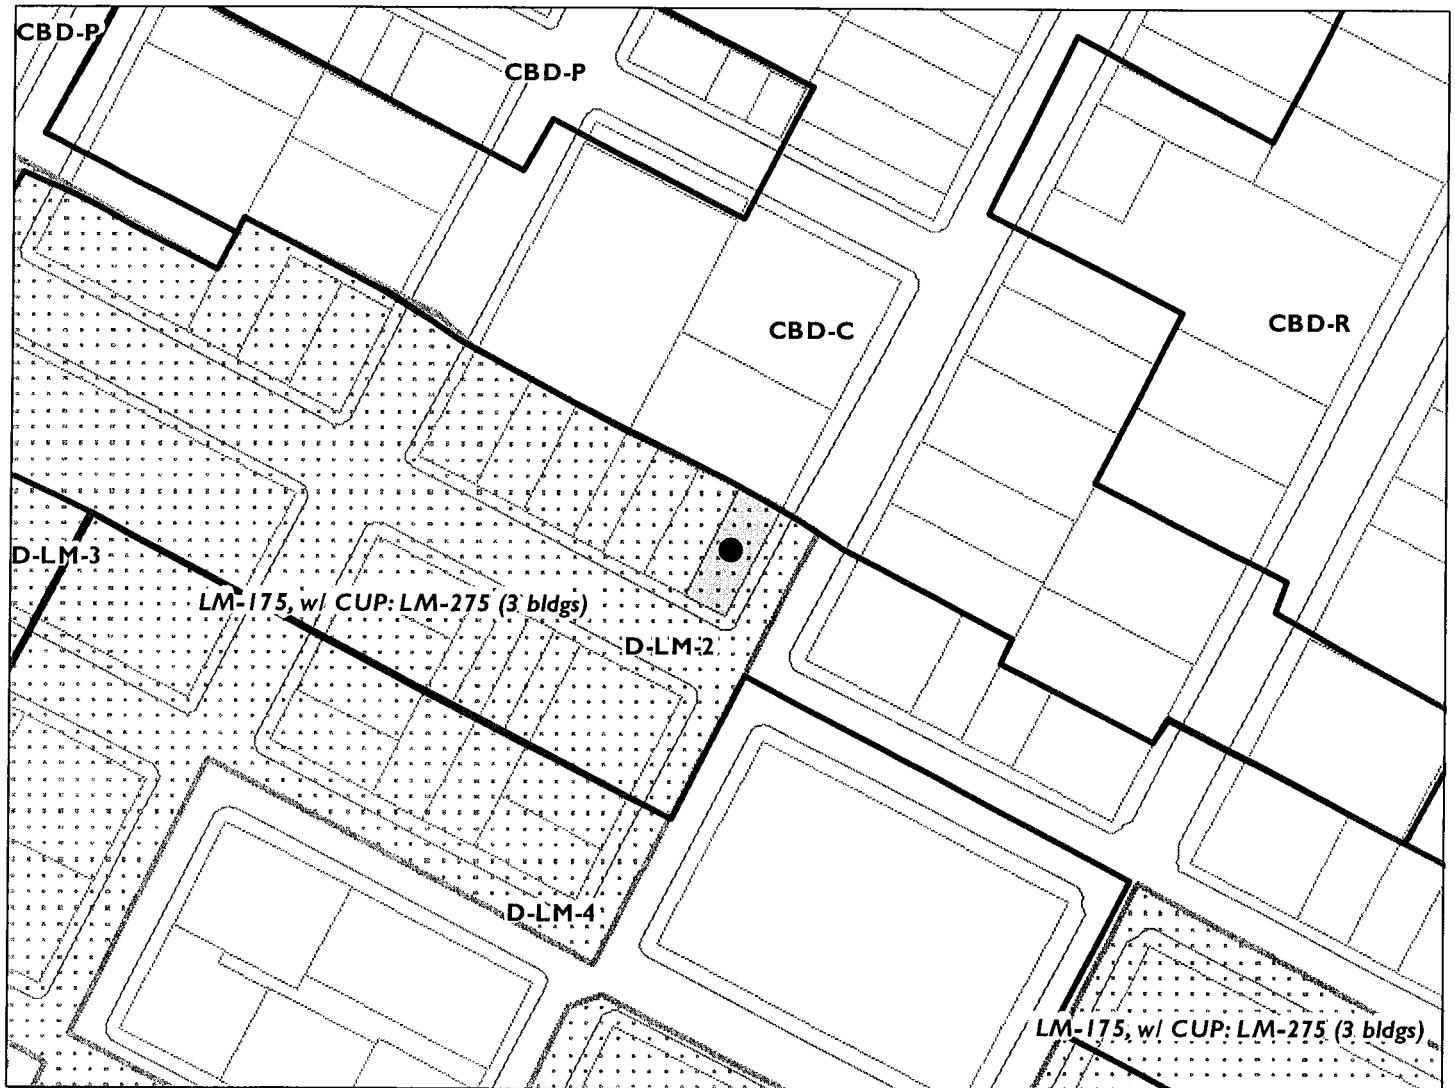 CBD-P
CBD-P
CBD-C
CBD-R
D-LM-3
LM-175, w/ CUP: LM-275 (3 bldgs)
D-LM-2
D-LM-4
LM-175, w/ CUP: LM-275 (3 bldgs)